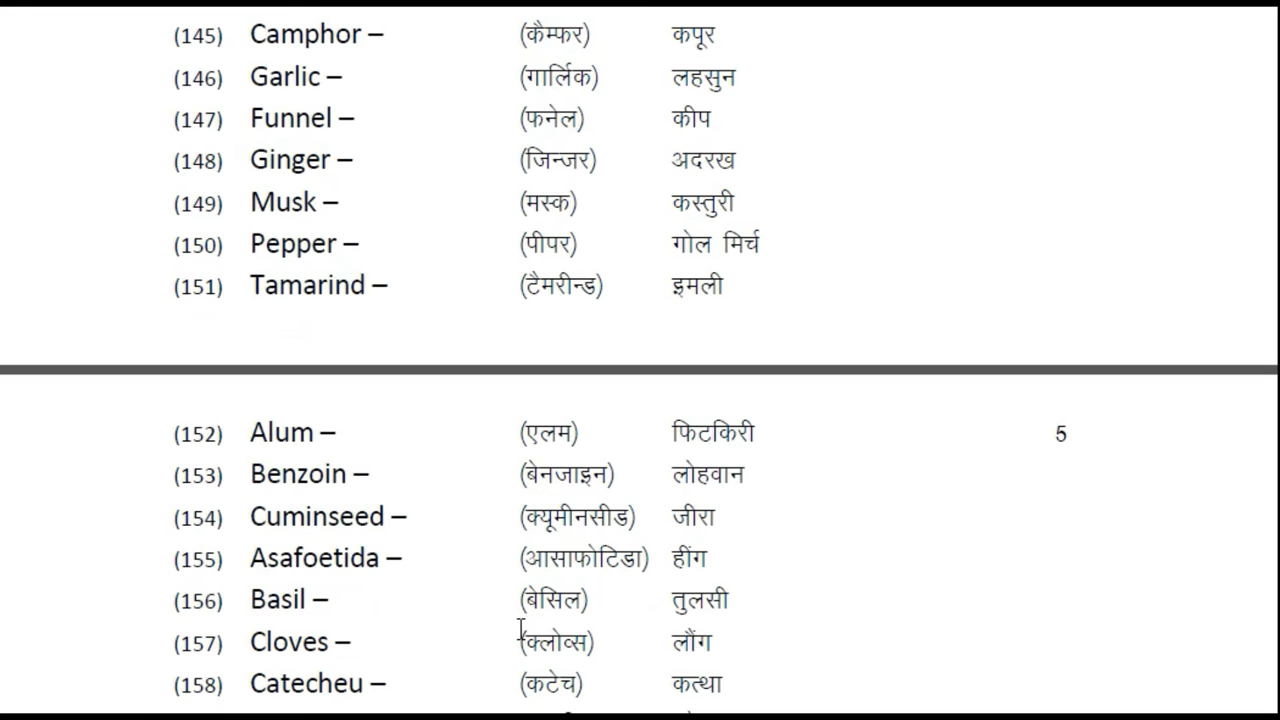 (145) Camphor – (कैम्फर) कपूर
(146) Garlic – (गार्लिक) लहसुन
(147) Funnel – (फनेल) कीप
(148) Ginger – (जिन्जर) अदरख
(149) Musk – (मस्क) कस्तुरी
(150) Pepper – (पीपर) गोल मिर्च
(151) Tamarind – (टैमरीन्ड) इमली
(152) Alum – (एलम) फिटकिरी 5
(153) Benzoin – (बेनजाइन) लोहवान
(154) Cuminseed – (क्यूमीनसीड) जीरा
(155) Asafoetida – (आसाफोटिडा) हींग
(156) Basil – (बेसिल) तुलसी
(157) Cloves – (क्लोव्स) लौंग
(158) Catecheu – (कटेच) कत्था